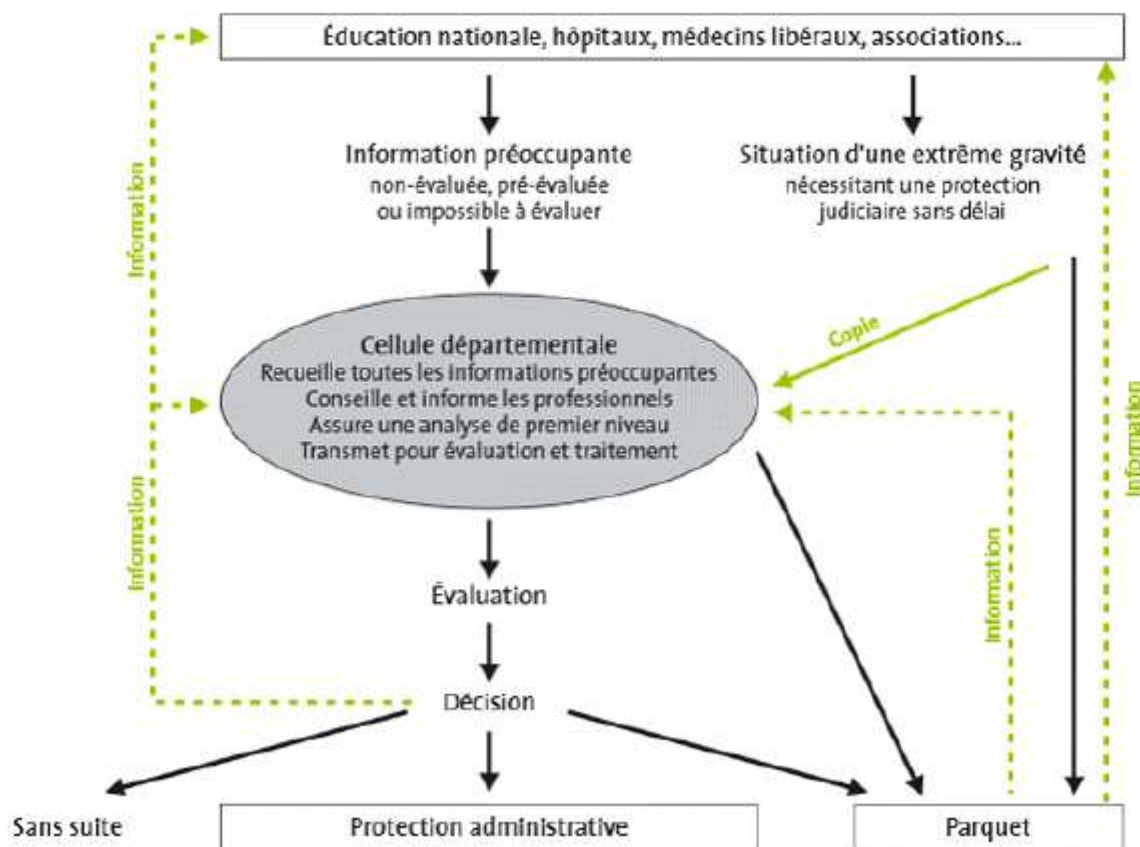 Éducation nationale, hôpitaux, médecins libéraux, associations...
Information préoccupante
non-évaluée, pré-évaluée
ou impossible à évaluer
Situation d'une extrême gravité
nécessitant une protection
judiciaire sans délai
Information
Copie
Cellule départementale
Recueille toutes les informations préoccupantes
Conseille et informe les professionnels
Assure une analyse de premier niveau
Transmet pour évaluation et traitement
Information
Information
Information
Évaluation
Décision
Sans suite
Protection administrative
Parquet